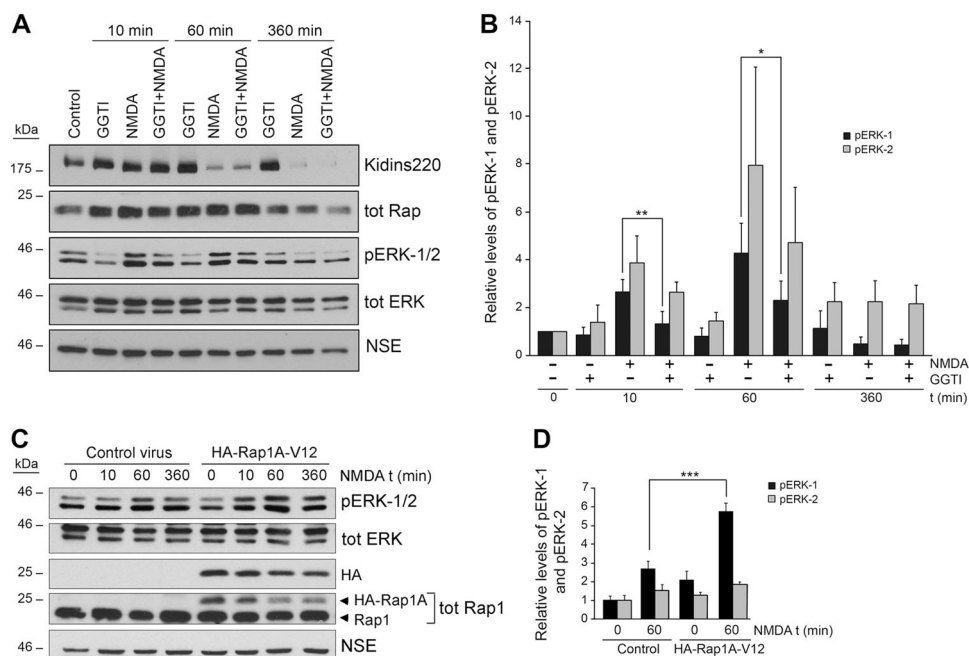 A
10 min 60 min 360 min
Control GGTI NMDA GGTI+NMDA GGTI NMDA GGTI+NMDA GGTI NMDA GGTI+NMDA
kDa
175 Kidins220
25 tot Rap
46 pERK-1/2
46 tot ERK
46 NSE
B
Relative levels of pERK-1 and pERK-2
14
12
10
8
6
4
2
0
* **
pERK-1
pERK-2
– – + + – + + – + + NMDA
– + – + + – + + – + GGTI
0 10 60 360 t (min)
C
Control virus HA-Rap1A-V12
kDa 0 10 60 360 0 10 60 360 NMDA t (min)
46 pERK-1/2
46 tot ERK
25 HA
25 HA-Rap1A
Rap1
tot Rap1
46 NSE
D
Relative levels of pERK-1
and pERK-2
7
6
5
4
3
2
1
0
***
pERK-1
pERK-2
0 60 0 60 NMDA t (min)
Control HA-Rap1A-V12